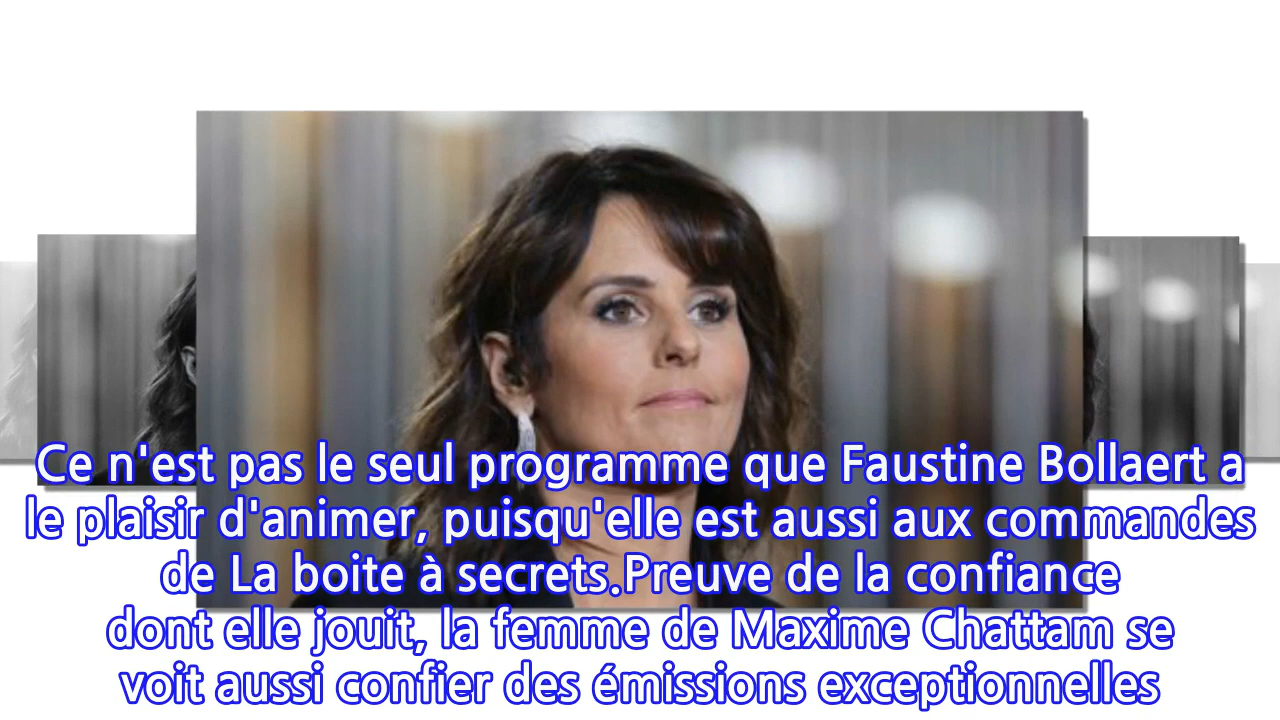 Ce n'est pas le seul programme que Faustine Bollaert a
le plaisir d'animer, puisqu'elle est aussi aux commandes
de La boite à secrets.Preuve de la confiance
dont elle jouit, la femme de Maxime Chattam se
voit aussi confier des émissions exceptionnelles